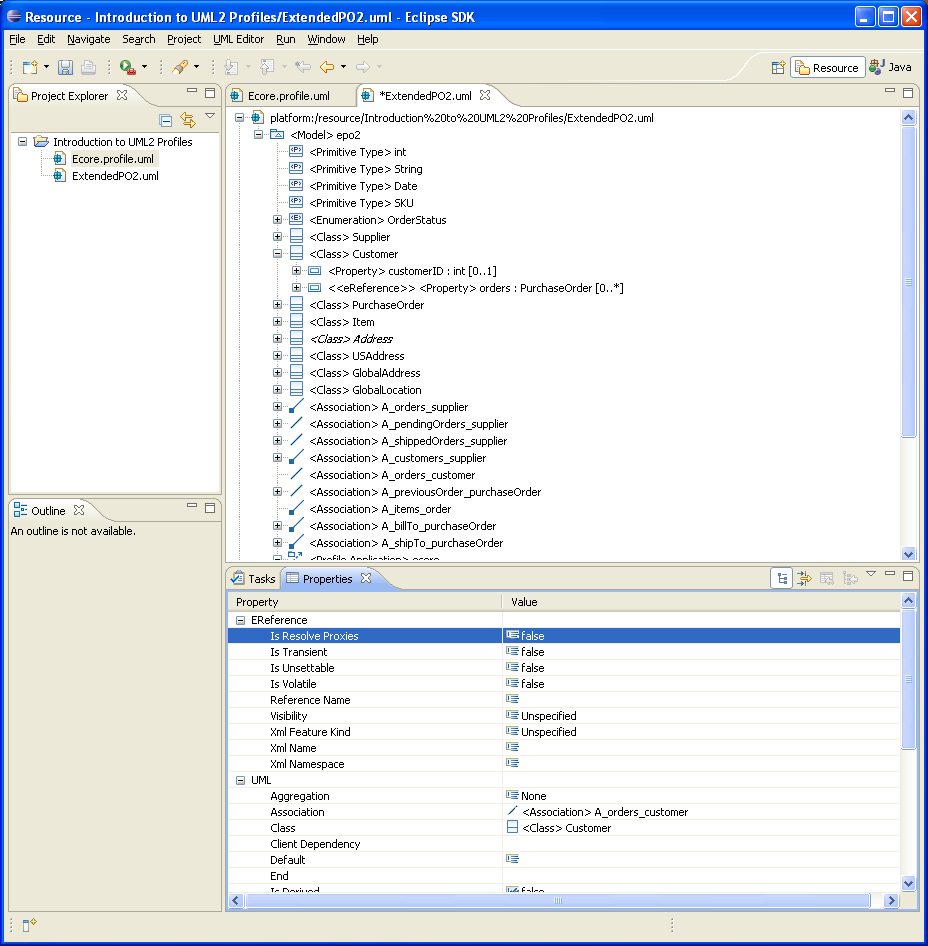 Resource - Introduction to UML2 Profiles/ExtendedPO2.uml - Eclipse SDK
File Edit Navigate Search Project UML Editor Run Window Help
Resource Java
Project Explorer
Introduction to UML2 Profiles
Ecore.profile.uml
ExtendedPO2.uml
Outline
An outline is not available.
Ecore.profile.uml *ExtendedPO2.uml
platform:/resource/Introduction%20to%20UML2%20Profiles/ExtendedPO2.uml
<Model> epo2
<Primitive Type> int
<Primitive Type> String
<Primitive Type> Date
<Primitive Type> SKU
<Enumeration> OrderStatus
<Class> Supplier
<Class> Customer
<Property> customerID : int [0..1]
<<eReference>> <Property> orders : PurchaseOrder [0..*]
<Class> PurchaseOrder
<Class> Item
<Class> Address
<Class> USAddress
<Class> GlobalAddress
<Class> GlobalLocation
<Association> A_orders_supplier
<Association> A_pendingOrders_supplier
<Association> A_shippedOrders_supplier
<Association> A_customers_supplier
<Association> A_orders_customer
<Association> A_previousOrder_purchaseOrder
<Association> A_items_order
<Association> A_billTo_purchaseOrder
<Association> A_shipTo_purchaseOrder
<Profile Application> ecore
Tasks Properties
Property Value
EReference
Is Resolve Proxies false
Is Transient false
Is Unsettable false
Is Volatile false
Reference Name
Visibility Unspecified
Xml Feature Kind Unspecified
Xml Name
Xml Namespace
UML
Aggregation None
Association <Association> A_orders_customer
Class <Class> Customer
Client Dependency
Default
End
Is Derived false